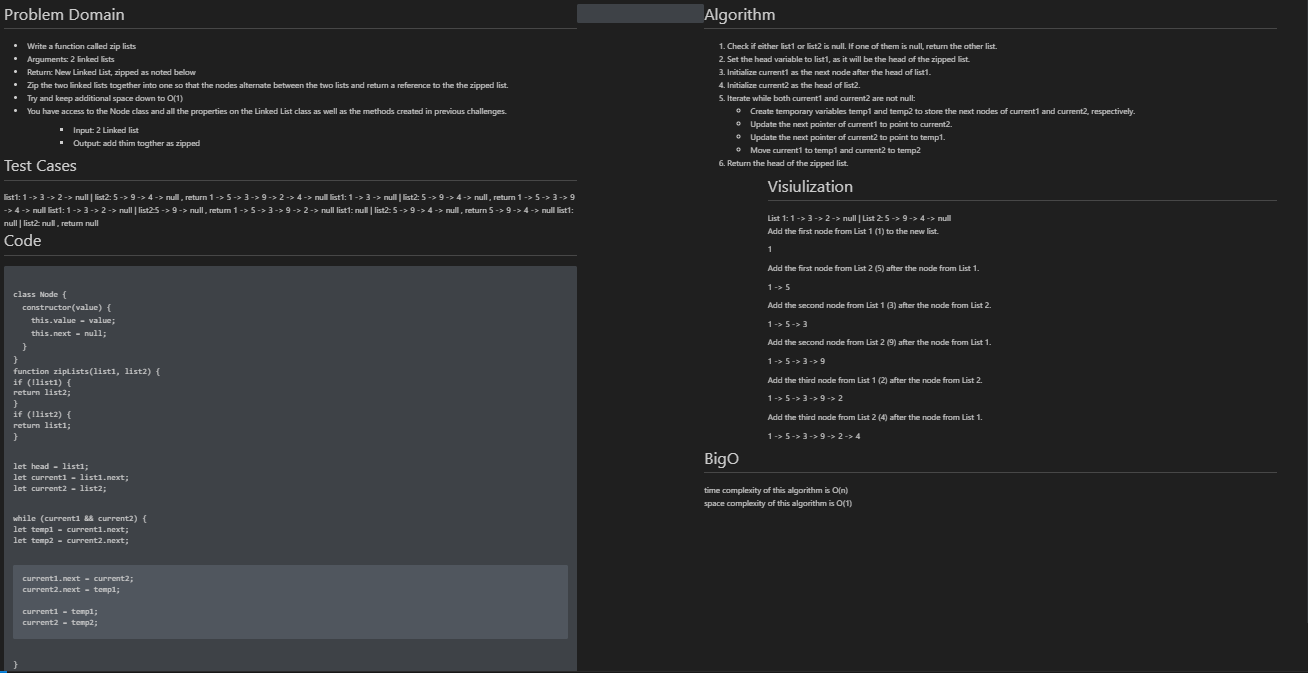 Problem Domain
• Write a function called zip lists
• Arguments: 2 linked lists
• Return: New Linked List, zipped as noted below
• Zip the two linked lists together into one so that the nodes alternate between the two lists and return a reference to the the zipped list.
• Try and keep additional space down to O(1)
• You have access to the Node class and all the properties on the Linked List class as well as the methods created in previous challenges.
▪ Input: 2 Linked list
▪ Output: add thim togther as zipped
Test Cases
list1: 1 -> 3 -> 2 -> null | list2: 5 -> 9 -> 4 -> null , return 1 -> 5 -> 3 -> 9 -> 2 -> 4 -> null list1: 1 -> 3 -> null | list2: 5 -> 9 -> 4 -> null , return 1 -> 5 -> 3 -> 9
-> 4 -> null list1: 1 -> 3 -> 2 -> null | list2:5 -> 9 -> null , return 1 -> 5 -> 3 -> 9 -> 2 -> null list1: null | list2: 5 -> 9 -> 4 -> null , return 5 -> 9 -> 4 -> null list1:
null | list2: null , return null
Code
class Node {
constructor(value) {
this.value = value;
this.next = null;
}
}
function zipLists(list1, list2) {
if (!list1) {
return list2;
}
if (!list2) {
return list1;
}
let head = list1;
let current1 = list1.next;
let current2 = list2;
while (current1 && current2) {
let temp1 = current1.next;
let temp2 = current2.next;
current1.next = current2;
current2.next = temp1;
current1 = temp1;
current2 = temp2;
}
Algorithm
1. Check if either list1 or list2 is null. If one of them is null, return the other list.
2. Set the head variable to list1, as it will be the head of the zipped list.
3. Initialize current1 as the next node after the head of list1.
4. Initialize current2 as the head of list2.
5. Iterate while both current1 and current2 are not null:
○ Create temporary variables temp1 and temp2 to store the next nodes of current1 and current2, respectively.
○ Update the next pointer of current1 to point to current2.
○ Update the next pointer of current2 to point to temp1.
○ Move current1 to temp1 and current2 to temp2
6. Return the head of the zipped list.
Visiulization
List 1: 1 -> 3 -> 2 -> null | List 2: 5 -> 9 -> 4 -> null
Add the first node from List 1 (1) to the new list.
1
Add the first node from List 2 (5) after the node from List 1.
1 -> 5
Add the second node from List 1 (3) after the node from List 2.
1 -> 5 -> 3
Add the second node from List 2 (9) after the node from List 1.
1 -> 5 -> 3 -> 9
Add the third node from List 1 (2) after the node from List 2.
1 -> 5 -> 3 -> 9 -> 2
Add the third node from List 2 (4) after the node from List 1.
1 -> 5 -> 3 -> 9 -> 2 -> 4
BigO
time complexity of this algorithm is O(n)
space complexity of this algorithm is O(1)